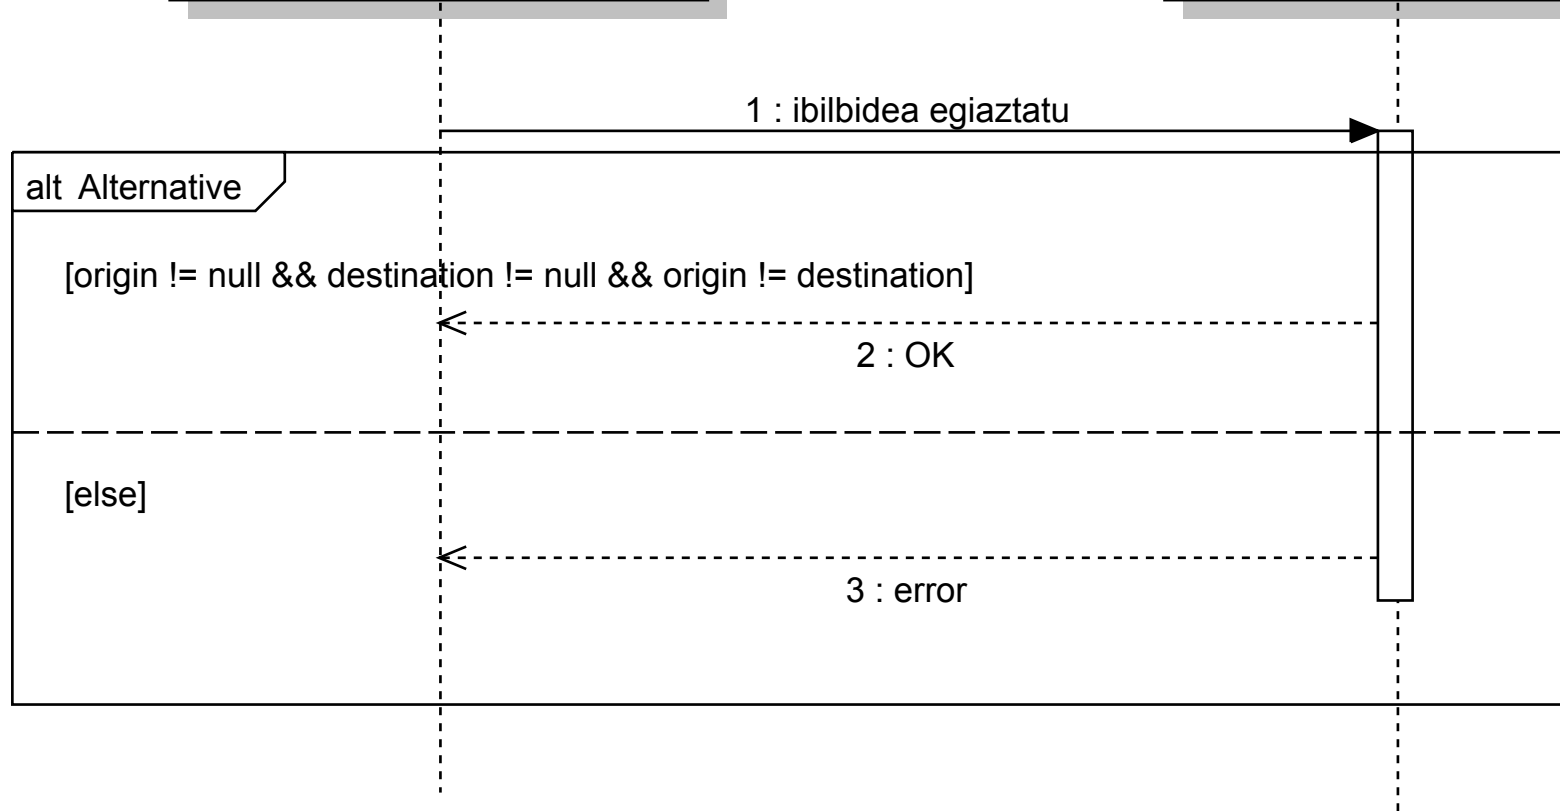 1 : ibilbidea egiaztatu
alt  Alternative
[origin != null && destination != null && origin != destination]
2 : OK
[else]
3 : error